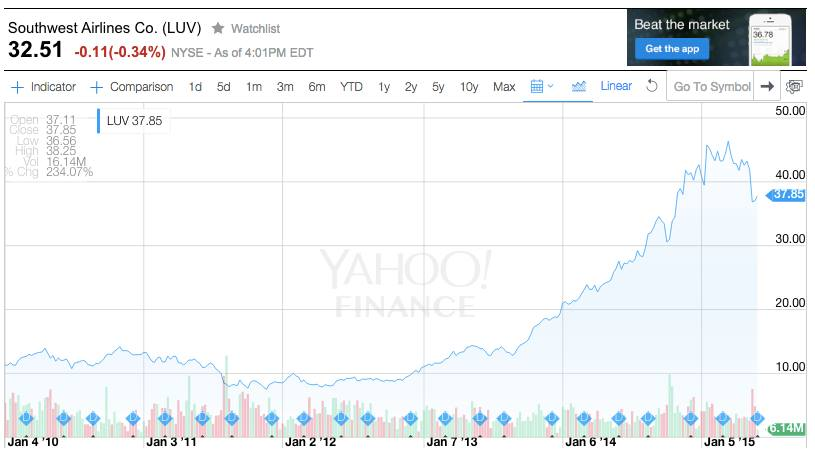 Southwest Airlines Co. (LUV) ★ Watchlist
32.51 -0.11(-0.34%) NYSE - As of 4:01PM EDT
Beat the market
Get the app
36.78
+ Indicator + Comparison 1d 5d 1m 3m 6m YTD 1y 2y 5y 10y Max Linear Go To Symbol
Open 37.11
Close 37.85
Low 36.56
High 38.25
Vol 16.14M
% Chg 234.07%
LUV 37.85
50.00
40.00
37.85
30.00
20.00
10.00
6.14M
YAHOO!
FINANCE
D D D D D D D D D D D D D D D D D D D D D D
Jan 4 '10 Jan 3 '11 Jan 2 '12 Jan 7 '13 Jan 6 '14 Jan 5 '15